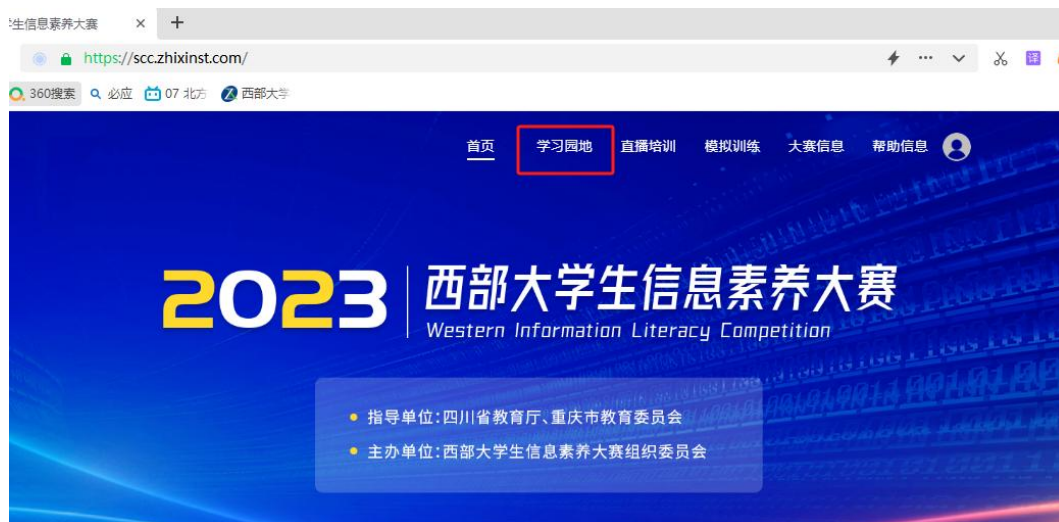 生信息素养大赛
https://scc.zhixinst.com/
360搜索 必应 07 北方 西部大学
首页 学习园地 直播培训 模拟训练 大赛信息 帮助信息
2023 西部大学生信息素养大赛
Western Information Literacy Competition
指导单位:四川省教育厅、重庆市教育委员会
主办单位:西部大学生信息素养大赛组织委员会